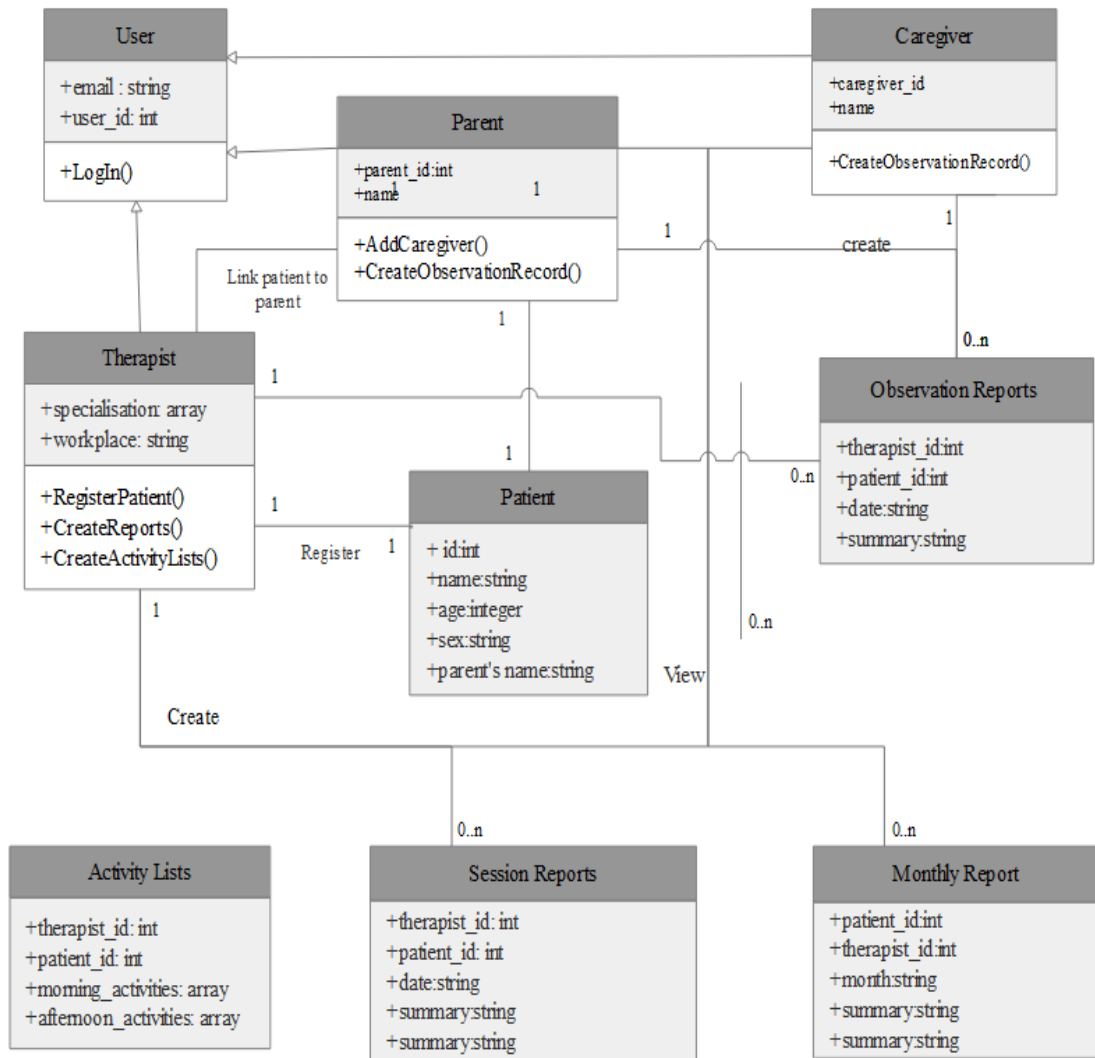 User
+email : string
+user_id: int
+LogIn()
Caregiver
+caregiver_id
+name
+CreateObservationRecord()
Parent
+parent_id:int
+name
1
1
+AddCaregiver()
+CreateObservationRecord()
1
1
create
Link patient to
parent
1
0..n
Therapist
+specialisation: array
+workplace: string
+RegisterPatient()
+CreateReports()
+CreateActivityLists()
1
1
1
0..n
Observation Reports
+therapist_id:int
+patient_id:int
+date:string
+summary:string
Patient
+ id:int
+name:string
+age:integer
+sex:string
+parent's name:string
Register
1
1
0..n
View
Create
0..n
0..n
Activity Lists
+therapist_id: int
+patient_id: int
+morning_activities: array
+afternoon_activities: array
Session Reports
+therapist_id: int
+patient_id: int
+date:string
+summary:string
+summary:string
Monthly Report
+patient_id:int
+therapist_id:int
+month:string
+summary:string
+summary:string